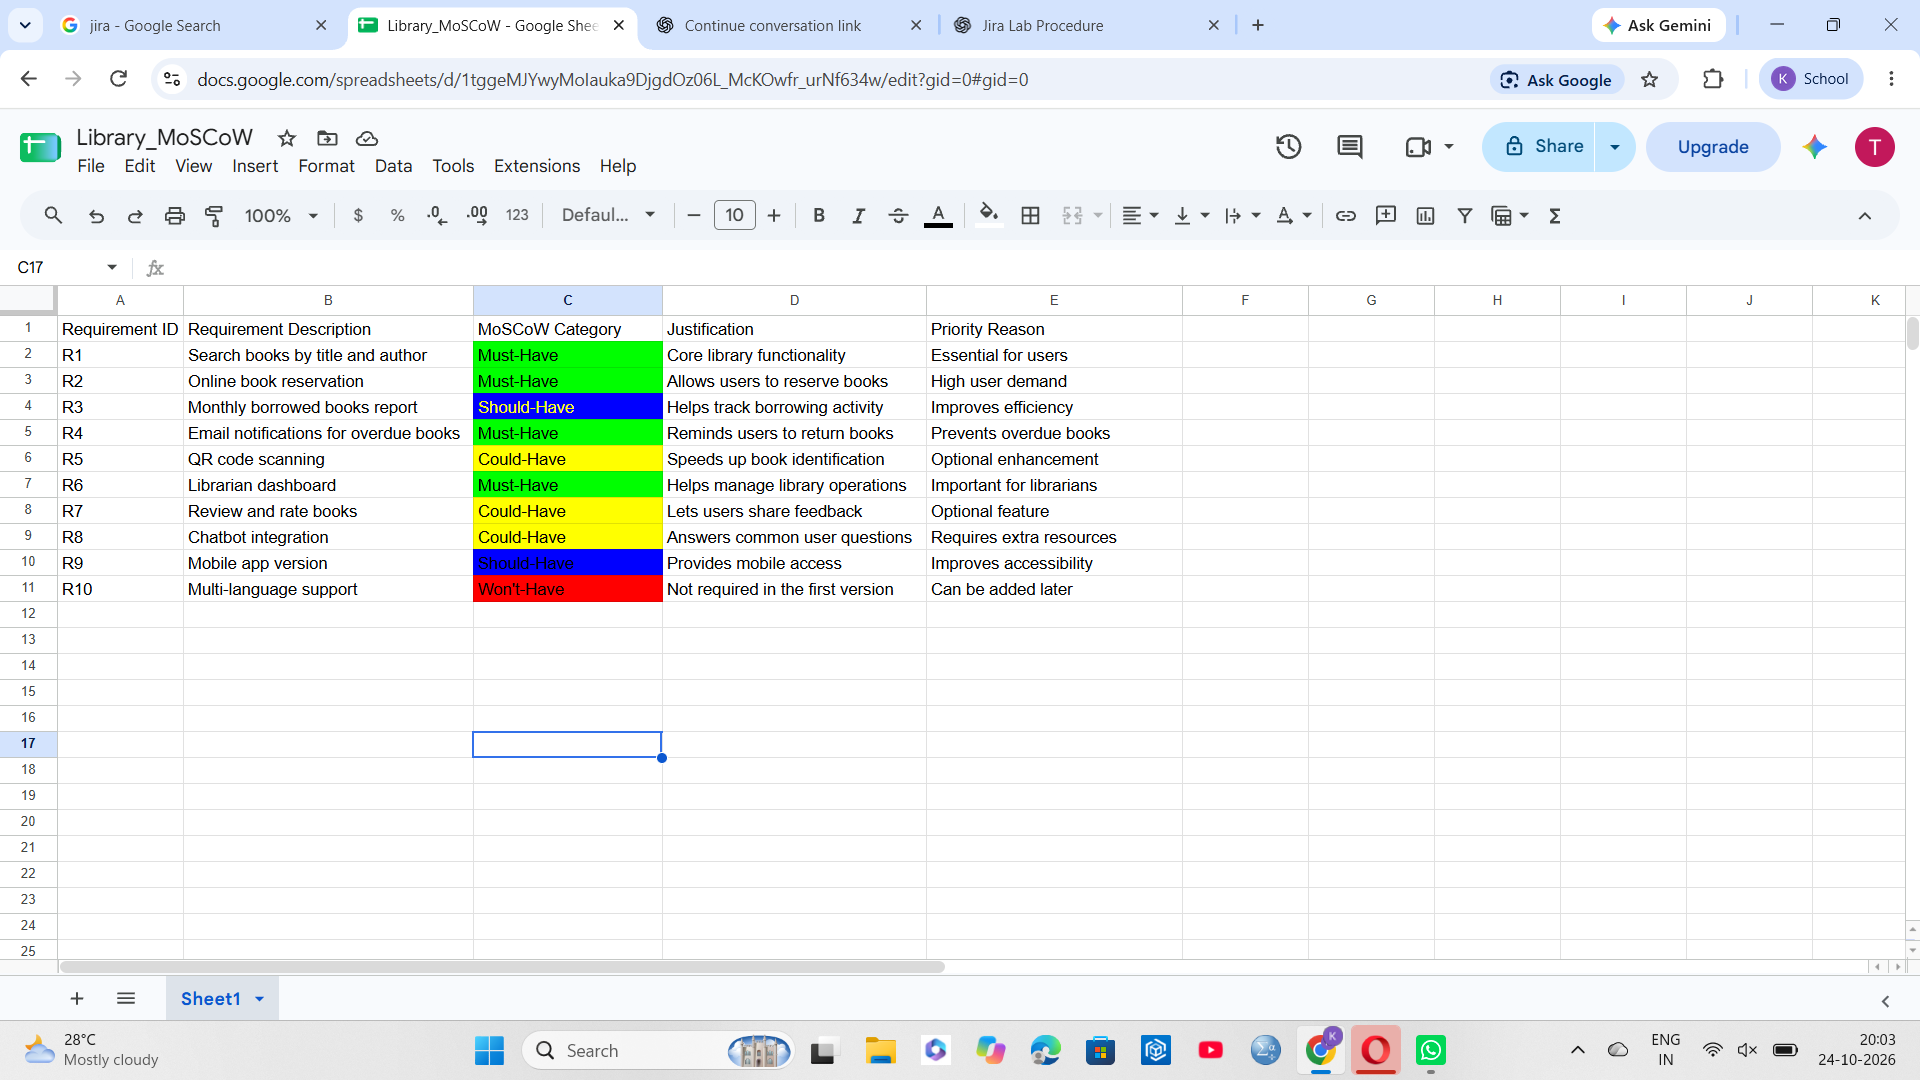 jira - Google Search
Library_MoSCoW - Google Shee
Continue conversation link
Jira Lab Procedure
Ask Gemini
docs.google.com/spreadsheets/d/1tggeMJYwyMoIauka9DjgdOz06L_McKOwfr_urNf634w/edit?gid=0#gid=0
Ask Google
K School
Library_MoSCoW
File Edit View Insert Format Data Tools Extensions Help
Share
Upgrade
T
100% $ % .0 .00 123 Defaul... 10 B I S A
C17 fx
A B C D E F G H I J K
1 Requirement ID Requirement Description MoSCoW Category Justification Priority Reason
2 R1 Search books by title and author Must-Have Core library functionality Essential for users
3 R2 Online book reservation Must-Have Allows users to reserve books High user demand
4 R3 Monthly borrowed books report Should-Have Helps track borrowing activity Improves efficiency
5 R4 Email notifications for overdue books Must-Have Reminds users to return books Prevents overdue books
6 R5 QR code scanning Could-Have Speeds up book identification Optional enhancement
7 R6 Librarian dashboard Must-Have Helps manage library operations Important for librarians
8 R7 Review and rate books Could-Have Lets users share feedback Optional feature
9 R8 Chatbot integration Could-Have Answers common user questions Requires extra resources
10 R9 Mobile app version Should-Have Provides mobile access Improves accessibility
11 R10 Multi-language support Won't-Have Not required in the first version Can be added later
12
13
14
15
16
17
18
19
20
21
22
23
24
25
Sheet1
28°C
Mostly cloudy
Search
K
ENG
IN
20:03
24-10-2026